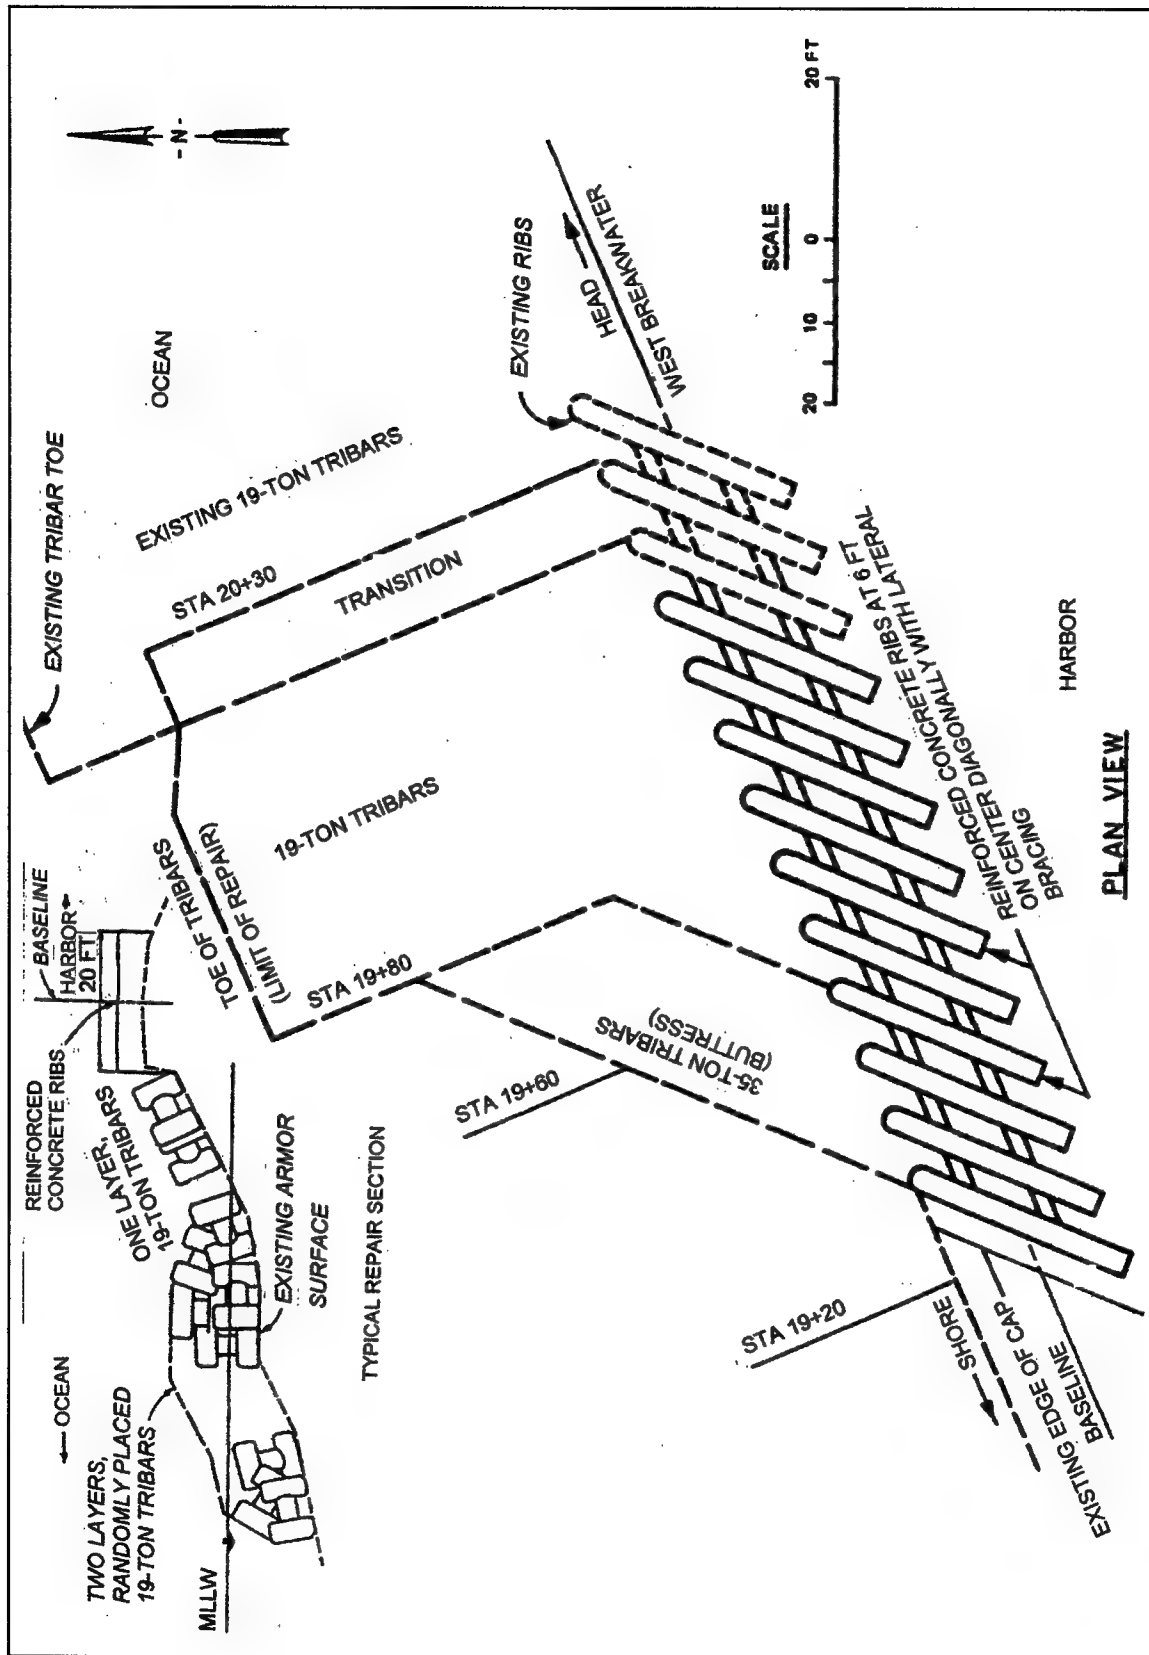 TWO LAYERS,
RANDOMLY PLACED
19-TON TRIBARS
← OCEAN
MLLW
REINFORCED
CONCRETE RIBS
ONE LAYER,
19-TON TRIBARS
BASELINE
HARBOR→
20 FT
EXISTING ARMOR
SURFACE
TYPICAL REPAIR SECTION
TOE OF TRIBARS
(LIMIT OF REPAIR)
EXISTING TRIBAR TOE
OCEAN
- N -
STA 20+30
EXISTING 19-TON TRIBARS
TRANSITION
19-TON TRIBARS
STA 19+80
35-TON TRIBARS
(BUTTRESS)
STA 19+60
STA 19+20
EXISTING RIBS
HEAD
WEST BREAKWATER
SHORE
EXISTING EDGE OF CAP
BASELINE
REINFORCED CONCRETE RIBS AT 6 FT
ON CENTER DIAGONALLY WITH LATERAL
BRACING
HARBOR
SCALE
20 10 0 20 FT
PLAN VIEW